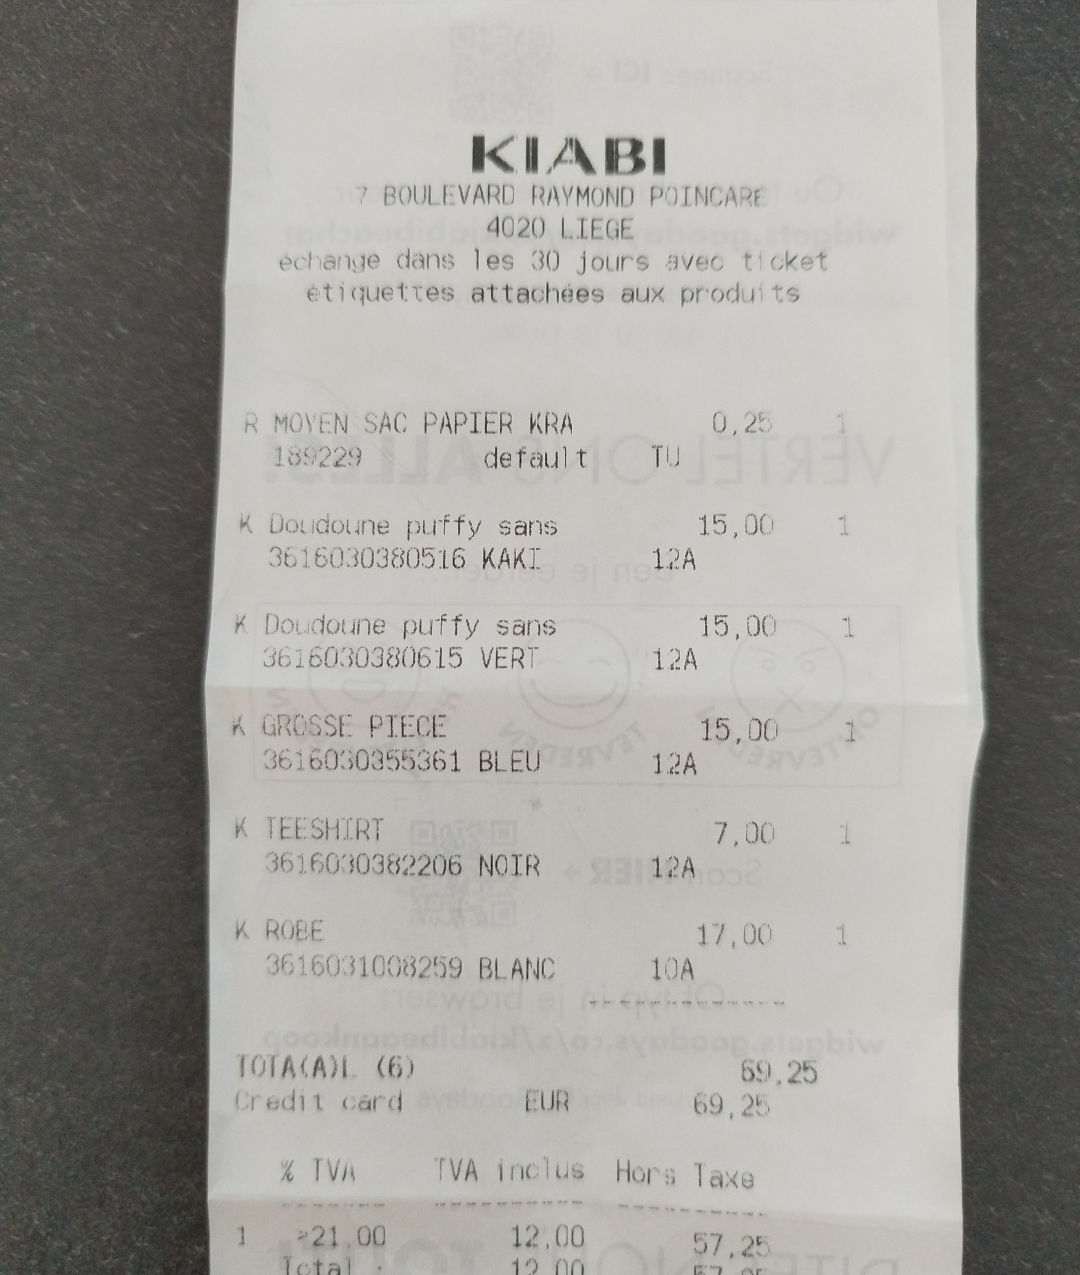 KIABI
7 BOULEVARD RAYMOND POINCARE
4020 LIEGE
échange dans les 30 jours avec ticket
étiquettes attachées aux produits
R MOYEN SAC PAPIER KRA 0,25 1
189229 default TU
K Doudoune puffy sans 15,00 1
3616030380516 KAKI 12A
K Doudoune puffy sans 15,00 1
3616030380615 VERT 12A
K GROSSE PIECE 15,00 1
3616030355361 BLEU 12A
K TEESHIRT 7,00 1
3616030382206 NOIR 12A
K ROBE 17,00 1
3616031008259 BLANC 10A
TOTA(A)L (6) 69,25
Credit card EUR 69,25
% TVA TVA inclus Hors Taxe
1 >21,00 12,00 57,25
Total : 12,00